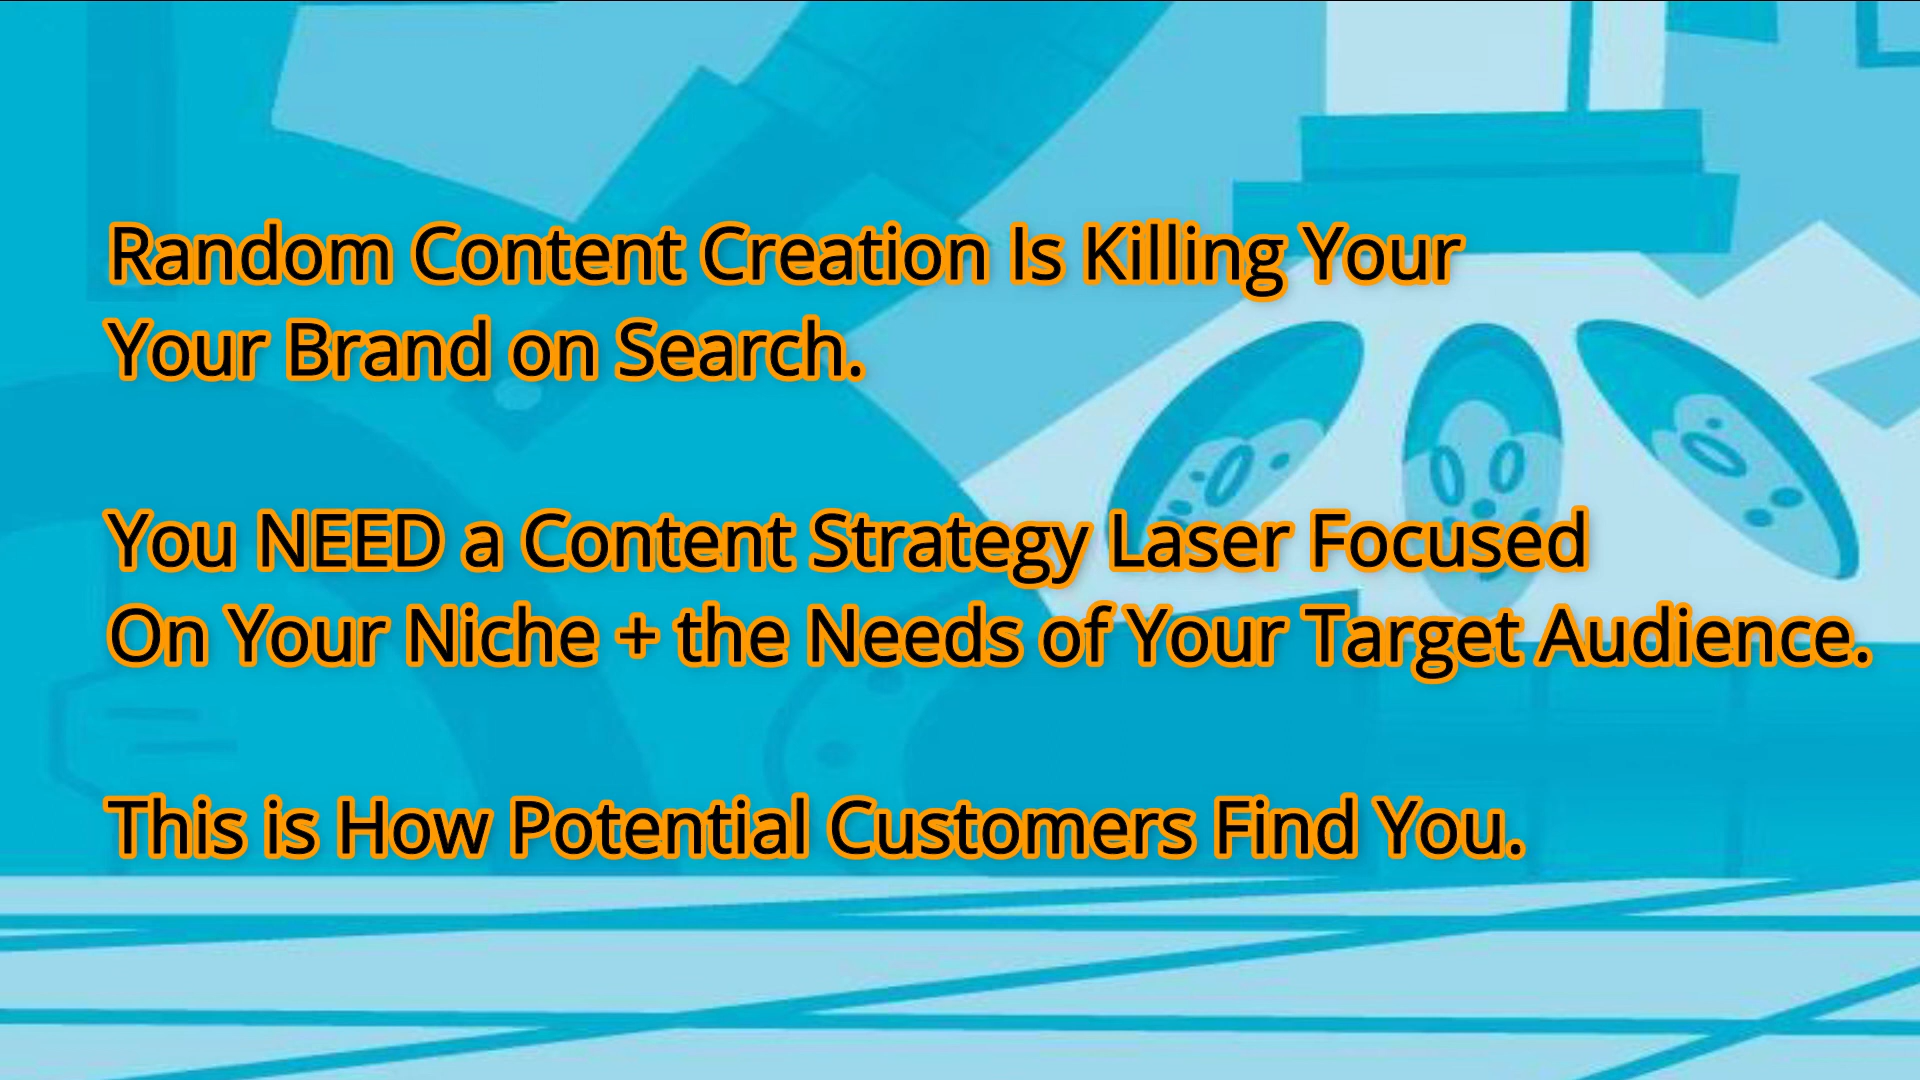 Random Content Creation Is Killing Your
Your Brand on Search.
You NEED a Content Strategy Laser Focused
On Your Niche + the Needs of Your Target Audience.
This is How Potential Customers Find You.